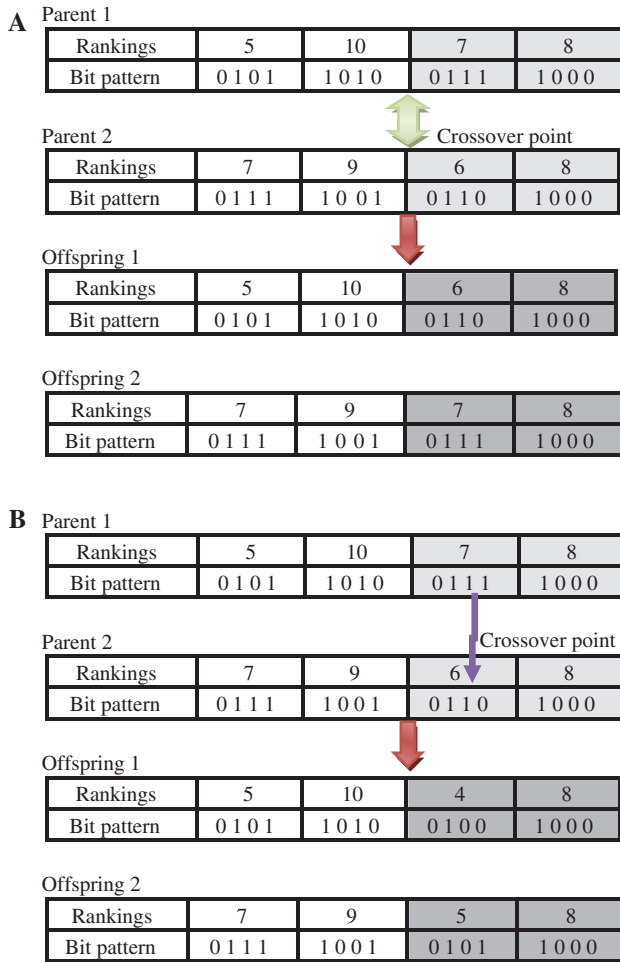 A Parent 1
Rankings 5 10 7 8
Bit pattern 0 1 0 1 1 0 1 0 0 1 1 1 1 0 0 0
Parent 2 Crossover point
Rankings 7 9 6 8
Bit pattern 0 1 1 1 1 0 0 1 0 1 1 0 1 0 0 0
Offspring 1
Rankings 5 10 6 8
Bit pattern 0 1 0 1 1 0 1 0 0 1 1 0 1 0 0 0
Offspring 2
Rankings 7 9 7 8
Bit pattern 0 1 1 1 1 0 0 1 0 1 1 1 1 0 0 0
B Parent 1
Rankings 5 10 7 8
Bit pattern 0 1 0 1 1 0 1 0 0 1 1 1 1 0 0 0
Parent 2 Crossover point
Rankings 7 9 6 8
Bit pattern 0 1 1 1 1 0 0 1 0 1 1 0 1 0 0 0
Offspring 1
Rankings 5 10 4 8
Bit pattern 0 1 0 1 1 0 1 0 0 1 0 0 1 0 0 0
Offspring 2
Rankings 7 9 5 8
Bit pattern 0 1 1 1 1 0 0 1 0 1 0 1 1 0 0 0